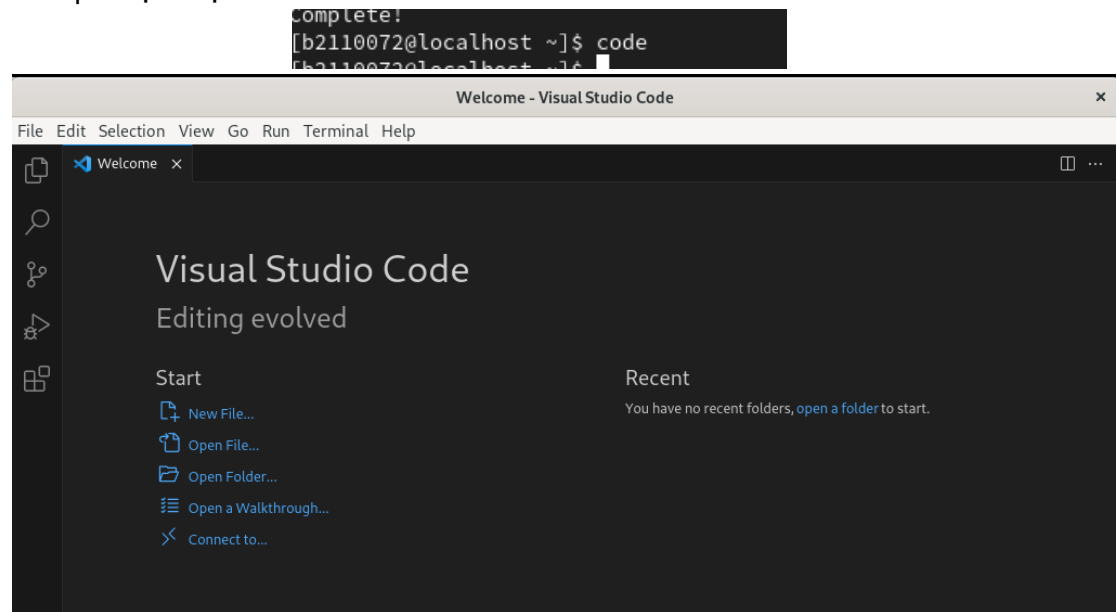 Complete!
[b2110072@localhost ~]$ code
[b2110072@localhost ~]$
Welcome - Visual Studio Code
File Edit Selection View Go Run Terminal Help
Welcome
Visual Studio Code
Editing evolved
Start
New File...
Open File...
Open Folder...
Open a Walkthrough...
Connect to...
Recent
You have no recent folders, open a folder to start.